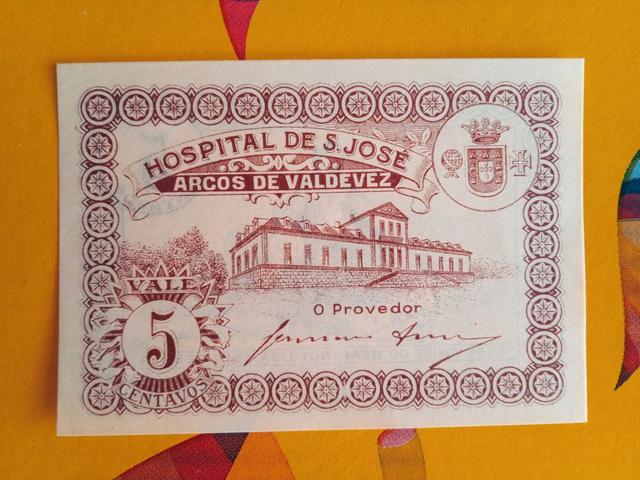 HOSPITAL DE S. JOSÉ
ARCOS DE VALDEVEZ
VALE
5
CENTAVOS
O Provedor